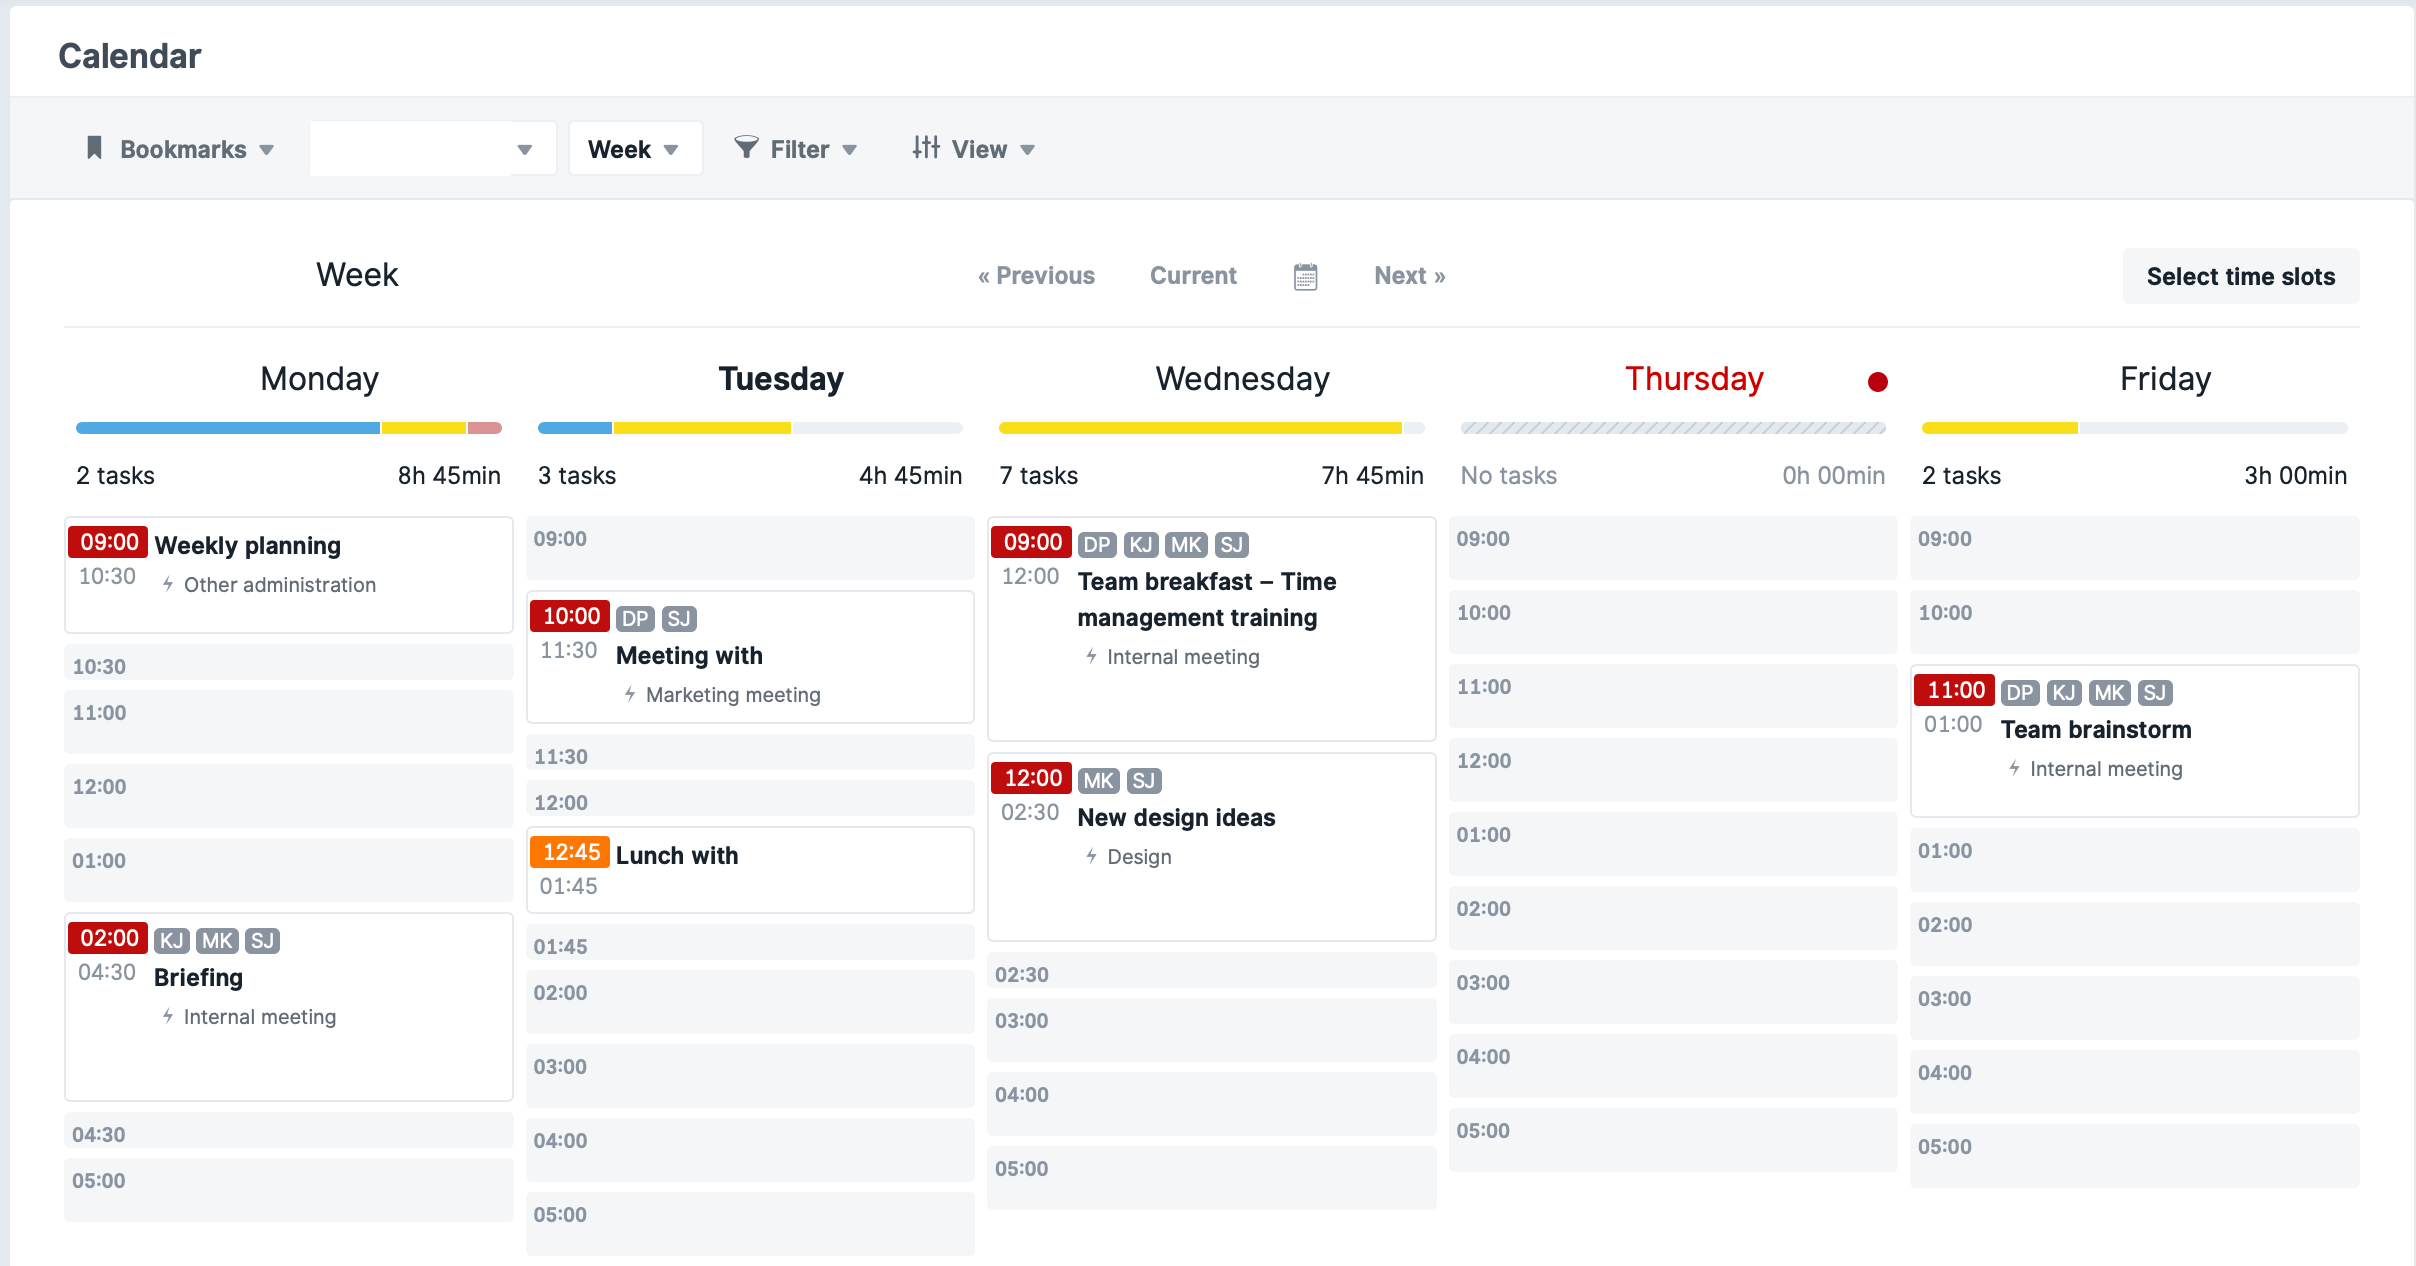 Calendar
Bookmarks
Week
Filter
View
Week
« Previous
Current
Next »
Select time slots
Monday
2 tasks 8h 45min
09:00 Weekly planning
10:30 Other administration
10:30
11:00
12:00
01:00
02:00 KJ MK SJ
04:30 Briefing
Internal meeting
04:30
05:00
Tuesday
3 tasks 4h 45min
09:00
10:00 DP SJ
11:30 Meeting with
Marketing meeting
11:30
12:00
12:45 Lunch with
01:45
01:45
02:00
03:00
04:00
05:00
Wednesday
7 tasks 7h 45min
09:00 DP KJ MK SJ
12:00 Team breakfast – Time
management training
Internal meeting
12:00 MK SJ
02:30 New design ideas
Design
02:30
03:00
04:00
05:00
Thursday
No tasks 0h 00min
09:00
10:00
11:00
12:00
01:00
02:00
03:00
04:00
05:00
Friday
2 tasks 3h 00min
09:00
10:00
11:00 DP KJ MK SJ
01:00 Team brainstorm
Internal meeting
01:00
02:00
03:00
04:00
05:00